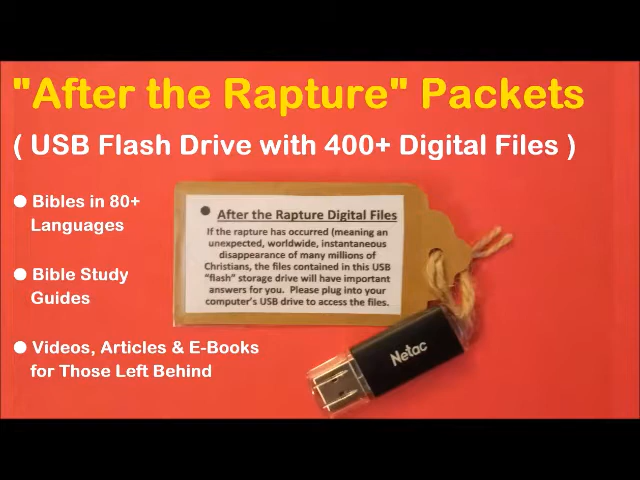 "After the Rapture" Packets
( USB Flash Drive with 400+ Digital Files )
● Bibles in 80+
Languages
● Bible Study
Guides
● Videos, Articles & E-Books
for Those Left Behind
● After the Rapture Digital Files
If the rapture has occurred (meaning an
unexpected, worldwide, instantaneous
disappearance of many millions of
Christians, the files contained in this USB
"flash" storage drive will have important
answers for you. Please plug into your
computer's USB drive to access the files.
Netac